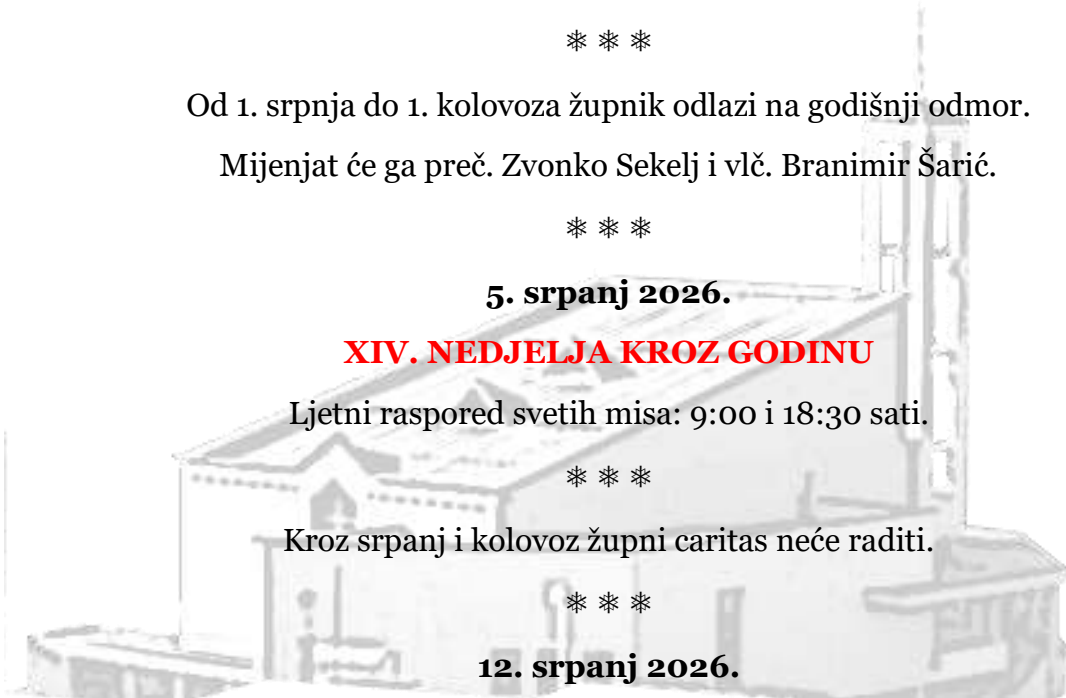 ❄ ❄ ❄
Od 1. srpnja do 1. kolovoza župnik odlazi na godišnji odmor.
Mijenjat će ga preč. Zvonko Sekelj i vlč. Branimir Šarić.
❄ ❄ ❄
5. srpanj 2026.
XIV. NEDJELJA KROZ GODINU
Ljetni raspored svetih misa: 9:00 i 18:30 sati.
❄ ❄ ❄
Kroz srpanj i kolovoz župni caritas neće raditi.
❄ ❄ ❄
12. srpanj 2026.